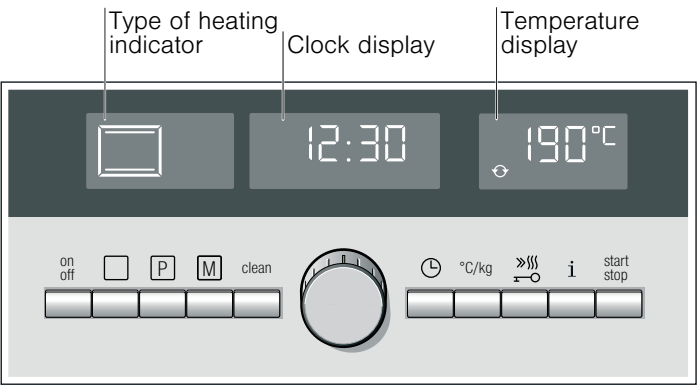 Type of heating
indicator
Clock display
Temperature
display
12:30
190°C
on
off
P
M
clean
°C/kg
i
start
stop